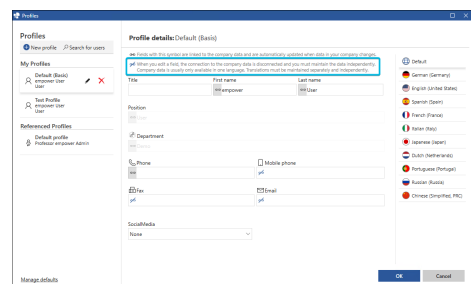 Profiles
Profiles
New profile Search for users
My Profiles
Default (Basis)
empower User
User
Test Profile
empower User
User
Referenced Profiles
Default profile
Professor empower Admin
Manage defaults
Profile details: Default (Basis)
Fields with this symbol are linked to the company data and are automatically updated when data in your company changes.
When you edit a field, the connection to the company data is disconnected and you must maintain the data independently.
Company data is usually only available in one language. Translations must be maintained separately and independently.
Title First name Last name
empower User
Position
User
Department
Phone Mobile phone
Fax Email
SocialMedia
None
Default
German (Germany)
English (United States)
Spanish (Spain)
French (France)
Italian (Italy)
Japanese (Japan)
Dutch (Netherlands)
Portuguese (Portugal)
Russian (Russia)
Chinese (Simplified, PRC)
OK Cancel